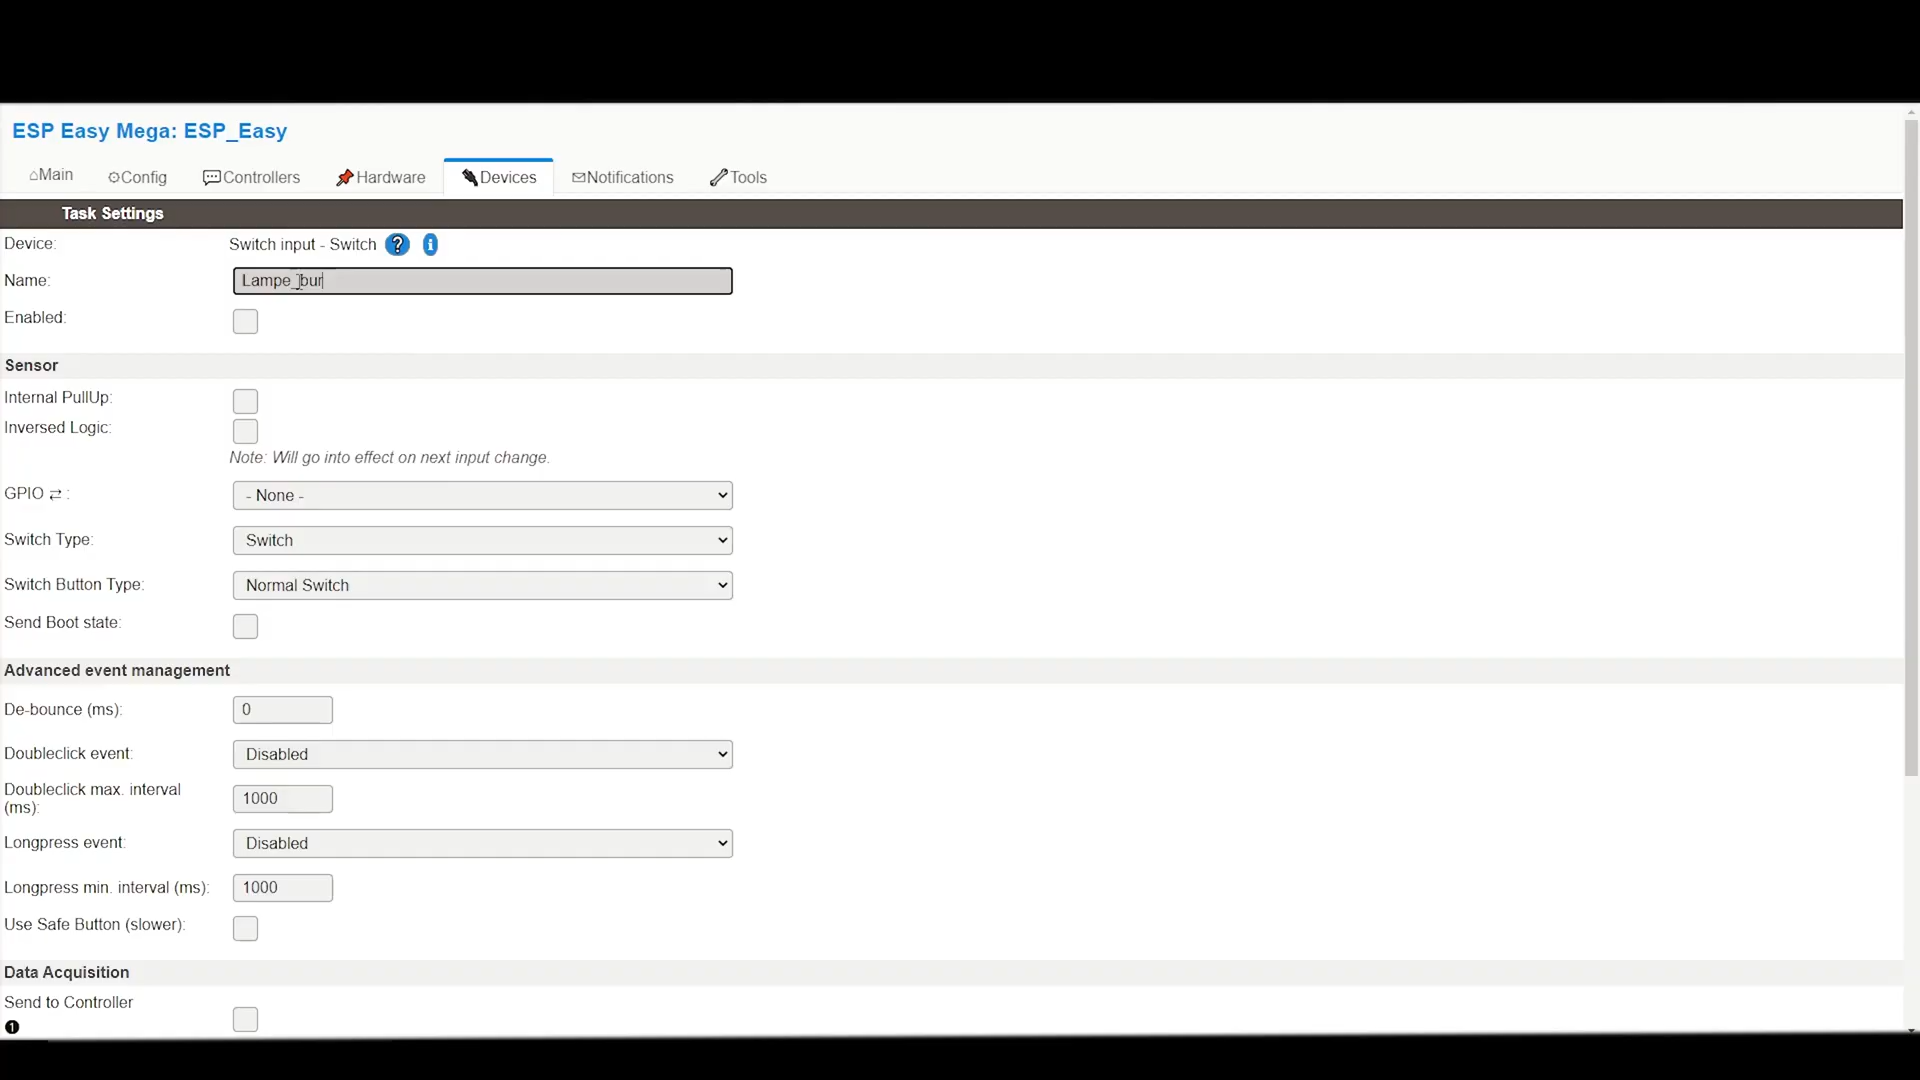 ESP Easy Mega: ESP_Easy
⌂Main ⚙Config 💬Controllers 📌Hardware 🔌Devices ✉Notifications 🔧Tools
Task Settings
Device: Switch input - Switch ? i
Name: Lampe_bur
Enabled:
Sensor
Internal PullUp:
Inversed Logic:
Note: Will go into effect on next input change.
GPIO ⇄ : - None -
Switch Type: Switch
Switch Button Type: Normal Switch
Send Boot state:
Advanced event management
De-bounce (ms): 0
Doubleclick event: Disabled
Doubleclick max. interval
(ms): 1000
Longpress event: Disabled
Longpress min. interval (ms): 1000
Use Safe Button (slower):
Data Acquisition
Send to Controller
❶